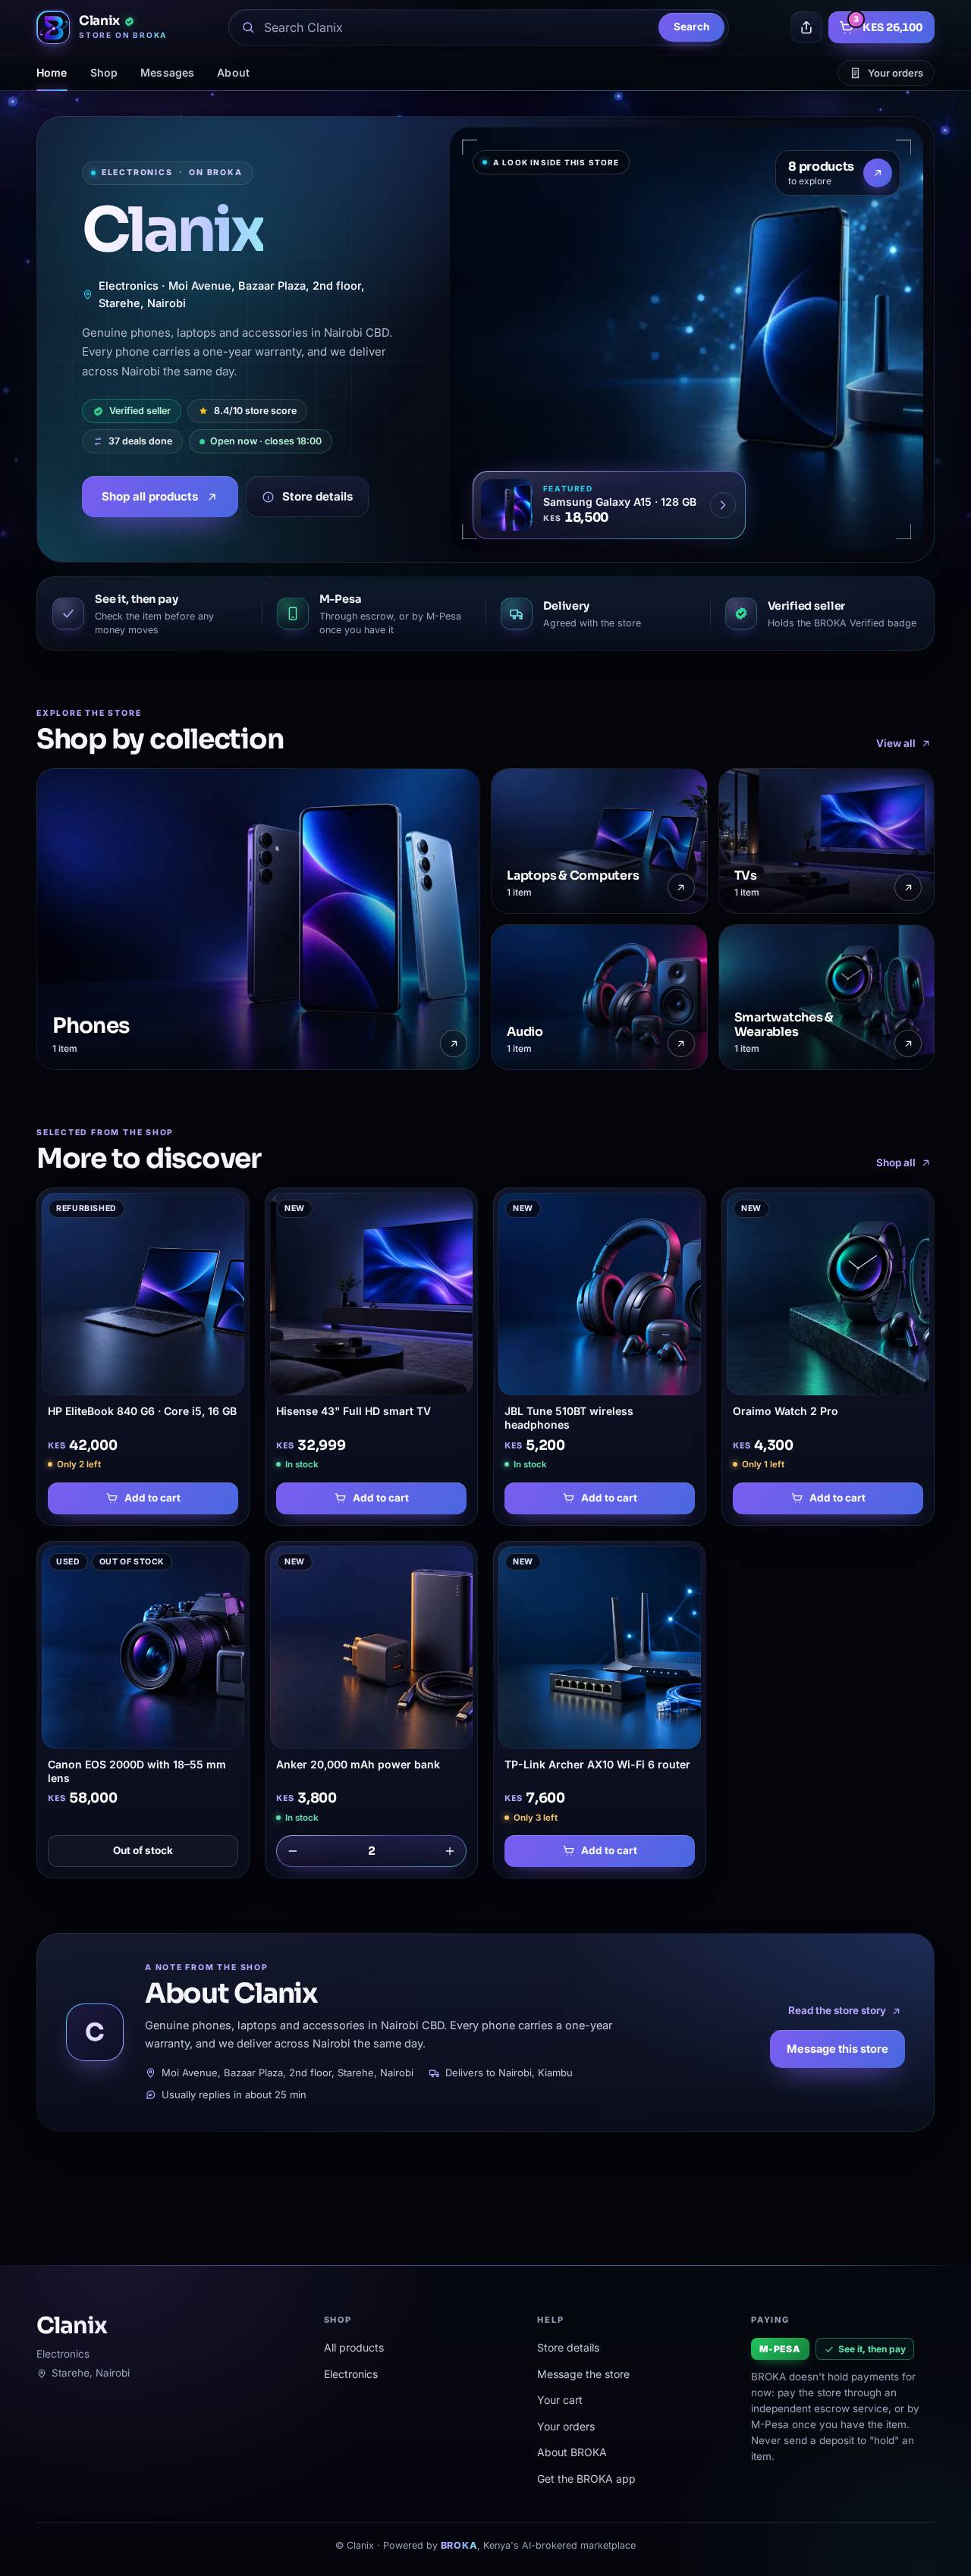 Clanix
STORE ON BROKA
Search Clanix
Search
3
KES 26,100
Home
Shop
Messages
About
Your orders
ELECTRONICS · ON BROKA
Clanix
Electronics · Moi Avenue, Bazaar Plaza, 2nd floor,
Starehe, Nairobi
Genuine phones, laptops and accessories in Nairobi CBD.
Every phone carries a one-year warranty, and we deliver
across Nairobi the same day.
Verified seller
8.4/10 store score
37 deals done
Open now · closes 18:00
Shop all products
Store details
A LOOK INSIDE THIS STORE
8 products
to explore
FEATURED
Samsung Galaxy A15 · 128 GB
KES 18,500
See it, then pay
Check the item before any
money moves
M-Pesa
Through escrow, or by M-Pesa
once you have it
Delivery
Agreed with the store
Verified seller
Holds the BROKA Verified badge
EXPLORE THE STORE
Shop by collection
View all
Phones
1 item
Laptops & Computers
1 item
TVs
1 item
Audio
1 item
Smartwatches &
Wearables
1 item
SELECTED FROM THE SHOP
More to discover
Shop all
REFURBISHED
HP EliteBook 840 G6 · Core i5, 16 GB
KES 42,000
Only 2 left
Add to cart
NEW
Hisense 43" Full HD smart TV
KES 32,999
In stock
Add to cart
NEW
JBL Tune 510BT wireless
headphones
KES 5,200
In stock
Add to cart
NEW
Oraimo Watch 2 Pro
KES 4,300
Only 1 left
Add to cart
USED
OUT OF STOCK
Canon EOS 2000D with 18–55 mm
lens
KES 58,000
Out of stock
NEW
Anker 20,000 mAh power bank
KES 3,800
In stock
− 2 +
NEW
TP-Link Archer AX10 Wi-Fi 6 router
KES 7,600
Only 3 left
Add to cart
C
A NOTE FROM THE SHOP
About Clanix
Genuine phones, laptops and accessories in Nairobi CBD. Every phone carries a one-year
warranty, and we deliver across Nairobi the same day.
Moi Avenue, Bazaar Plaza, 2nd floor, Starehe, Nairobi
Delivers to Nairobi, Kiambu
Usually replies in about 25 min
Read the store story
Message this store
Clanix
Electronics
Starehe, Nairobi
SHOP
All products
Electronics
HELP
Store details
Message the store
Your cart
Your orders
About BROKA
Get the BROKA app
PAYING
M-PESA
See it, then pay
BROKA doesn't hold payments for
now: pay the store through an
independent escrow service, or by
M-Pesa once you have the item.
Never send a deposit to "hold" an
item.
© Clanix · Powered by BROKA, Kenya's AI-brokered marketplace